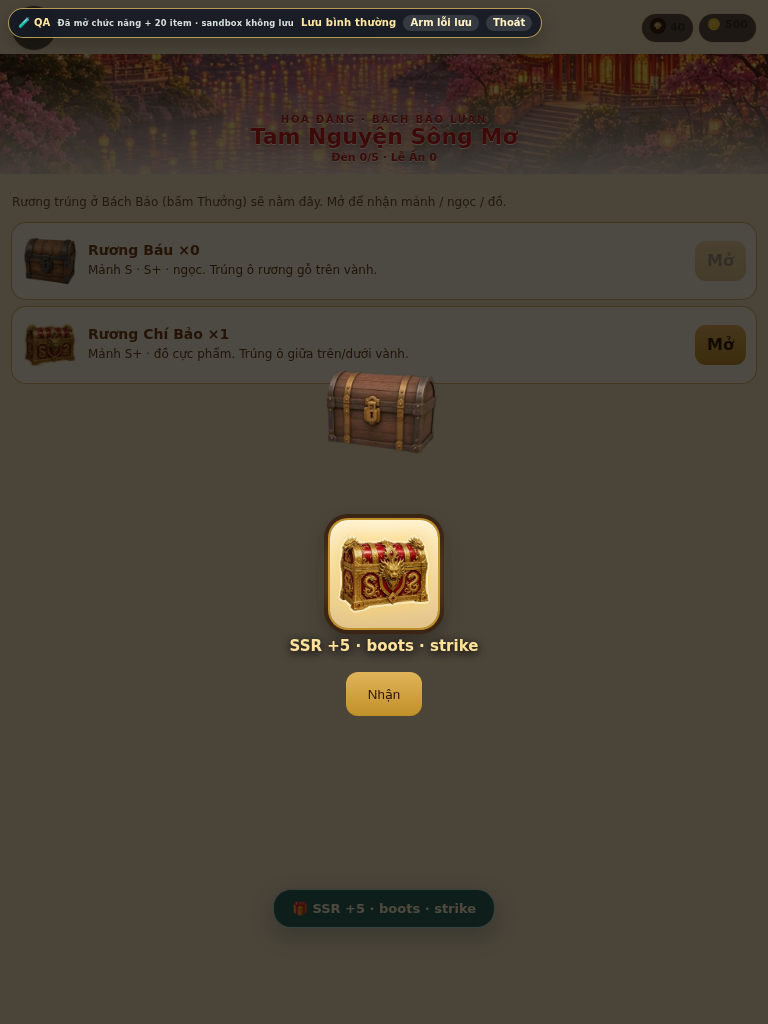 🧪 QA Đã mở chức năng + 20 item · sandbox không lưu Lưu bình thường Arm lỗi lưu Thoát
40 500
HOA ĐĂNG · BÁCH BẢO LUÂN
Tam Nguyện Sông Mơ
Đèn 0/5 · Lễ Ấn 0
Rương trúng ở Bách Bảo (bấm Thưởng) sẽ nằm đây. Mở để nhận mảnh / ngọc / đồ.
Rương Báu ×0
Mảnh S · S+ · ngọc. Trúng ô rương gỗ trên vành.
Mở
Rương Chí Bảo ×1
Mảnh S+ · đồ cực phẩm. Trúng ô giữa trên/dưới vành.
Mở
SSR +5 · boots · strike
Nhận
🎁 SSR +5 · boots · strike